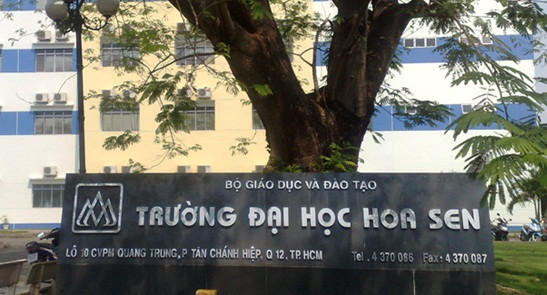 BỘ GIÁO DỤC VÀ ĐÀO TẠO
TRƯỜNG ĐẠI HỌC HOA SEN
LÔ 10 CVPM QUANG TRUNG, P TÂN CHÁNH HIỆP, Q 12, TP. HCM Tel. 4 370 086 Fax: 4 370 087